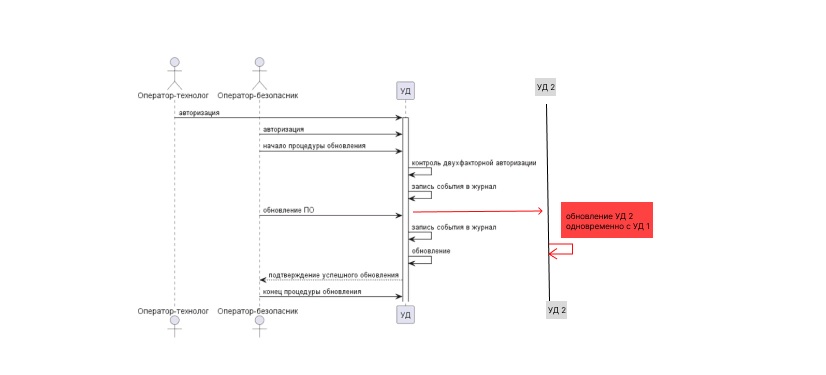 УД 2
Оператор-технолог
Оператор-безопасник
УД
авторизация
авторизация
начало процедуры обновления
контроль двухфакторной авторизации
запись события в журнал
обновление ПО
обновление УД 2
одновременно с УД 1
запись события в журнал
обновление
подтверждение успешного обновления
конец процедуры обновления
Оператор-технолог
Оператор-безопасник
УД
УД 2